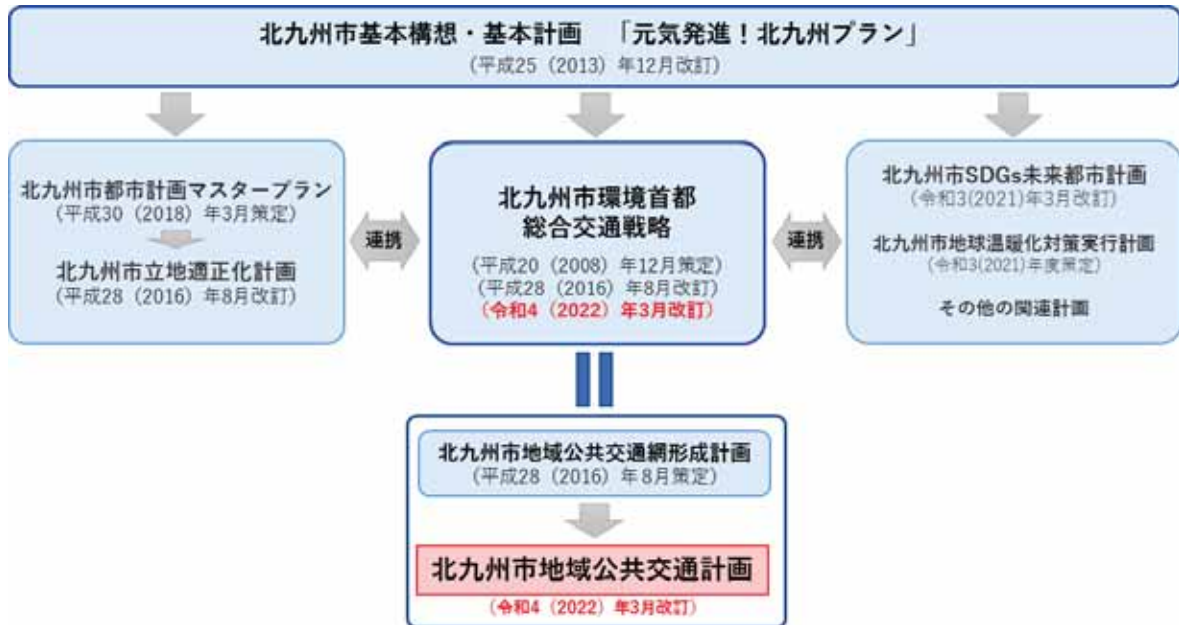 北九州市基本構想・基本計画 「元気発進！北九州プラン」
（平成25（2013）年12月改訂）
北九州市都市計画マスタープラン
（平成30（2018）年3月策定）
北九州市立地適正化計画
（平成28（2016）年8月改訂）
連携
北九州市環境首都
総合交通戦略
（平成20（2008）年12月策定）
（平成28（2016）年8月改訂）
（令和4（2022）年3月改訂）
連携
北九州市SDGs未来都市計画
（令和3(2021)年3月改訂）
北九州市地球温暖化対策実行計画
（令和3(2021)年度策定）
その他の関連計画
北九州市地域公共交通網形成計画
（平成28（2016）年8月策定）
北九州市地域公共交通計画
（令和4（2022）年3月改訂）